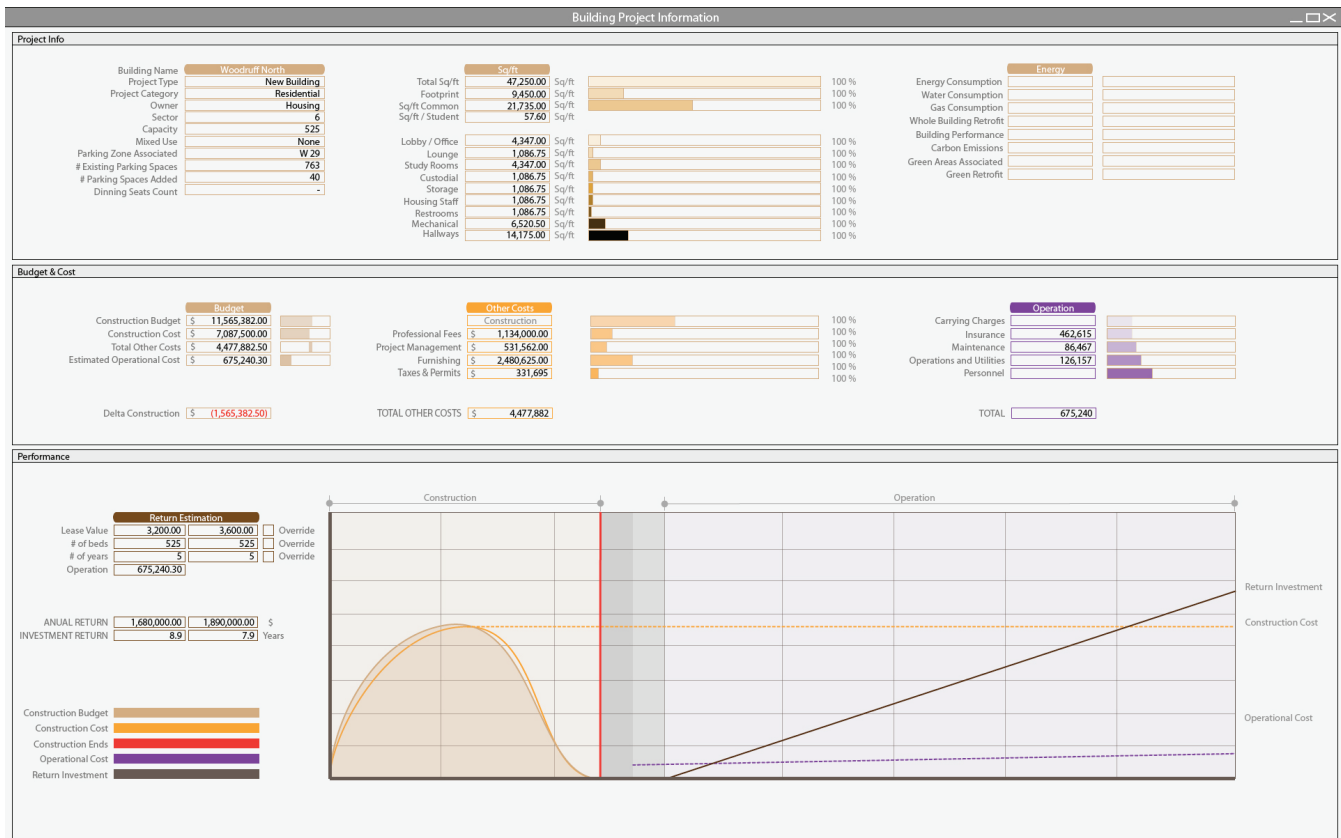 Building Project Information
Project Info
Building Name Woodruff North
Project Type New Building
Project Category Residential
Owner Housing
Sector 6
Capacity 525
Mixed Use None
Parking Zone Associated W 29
# Existing Parking Spaces 763
# Parking Spaces Added 40
Dinning Seats Count -
Sq/ft
Total Sq/ft 47,250.00 Sq/ft 100 %
Footprint 9,450.00 Sq/ft 100 %
Sq/ft Common 21,735.00 Sq/ft 100 %
Sq/ft / Student 57.60 Sq/ft
Lobby / Office 4,347.00 Sq/ft 100 %
Lounge 1,086.75 Sq/ft 100 %
Study Rooms 4,347.00 Sq/ft 100 %
Custodial 1,086.75 Sq/ft 100 %
Storage 1,086.75 Sq/ft 100 %
Housing Staff 1,086.75 Sq/ft 100 %
Restrooms 1,086.75 Sq/ft 100 %
Mechanical 6,520.50 Sq/ft 100 %
Hallways 14,175.00 Sq/ft 100 %
Energy
Energy Consumption
Water Consumption
Gas Consumption
Whole Building Retrofit
Building Performance
Carbon Emissions
Green Areas Associated
Green Retrofit
Budget & Cost
Budget
Construction Budget $ 11,565,382.00
Construction Cost $ 7,087,500.00
Total Other Costs $ 4,477,882.50
Estimated Operational Cost $ 675,240.30
Delta Construction $ (1,565,382.50)
Other Costs
Construction 100 %
Professional Fees $ 1,134,000.00 100 %
Project Management $ 531,562.00 100 %
Furnishing $ 2,480,625.00 100 %
Taxes & Permits $ 331,695 100 %
TOTAL OTHER COSTS $ 4,477,882
Operation
Carrying Charges
Insurance 462,615
Maintenance 86,467
Operations and Utilities 126,157
Personnel
TOTAL 675,240
Performance
Return Estimation
Lease Value 3,200.00 3,600.00 Override
# of beds 525 525 Override
# of years 5 5 Override
Operation 675,240.30
ANUAL RETURN 1,680,000.00 1,890,000.00 $
INVESTMENT RETURN 8.9 7.9 Years
Construction Budget
Construction Cost
Construction Ends
Operational Cost
Return Investment
Construction
Operation
Return Investment
Construction Cost
Operational Cost